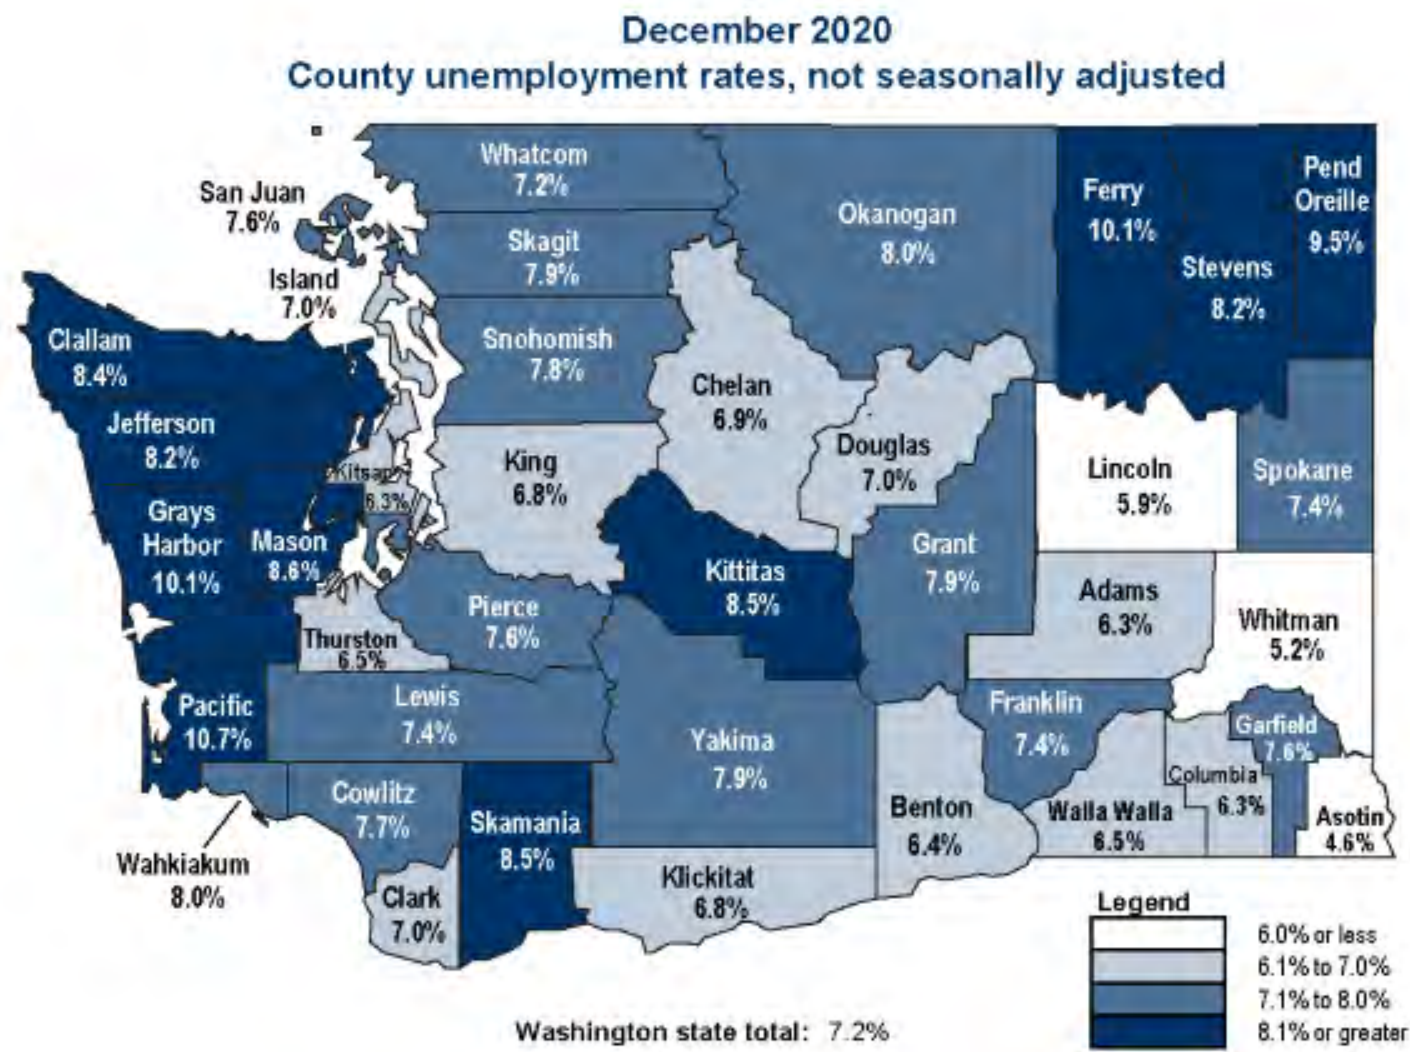 December 2020
County unemployment rates, not seasonally adjusted
Whatcom
7.2%
San Juan
7.6%
Skagit
7.9%
Island
7.0%
Okanogan
8.0%
Ferry
10.1%
Stevens
8.2%
Pend
Oreille
9.5%
Clallam
8.4%
Snohomish
7.8%
Chelan
6.9%
Jefferson
8.2%
Kitsap
6.3%
King
6.8%
Douglas
7.0%
Lincoln
5.9%
Spokane
7.4%
Grays
Harbor
10.1%
Mason
8.6%
Kittitas
8.5%
Grant
7.9%
Adams
6.3%
Whitman
5.2%
Pierce
7.6%
Thurston
6.5%
Pacific
10.7%
Lewis
7.4%
Yakima
7.9%
Franklin
7.4%
Garfield
7.6%
Columbia
6.3%
Cowlitz
7.7%
Skamania
8.5%
Benton
6.4%
Walla Walla
6.5%
Asotin
4.6%
Wahkiakum
8.0%
Clark
7.0%
Klickitat
6.8%
Legend
6.0% or less
6.1% to 7.0%
7.1% to 8.0%
8.1% or greater
Washington state total: 7.2%